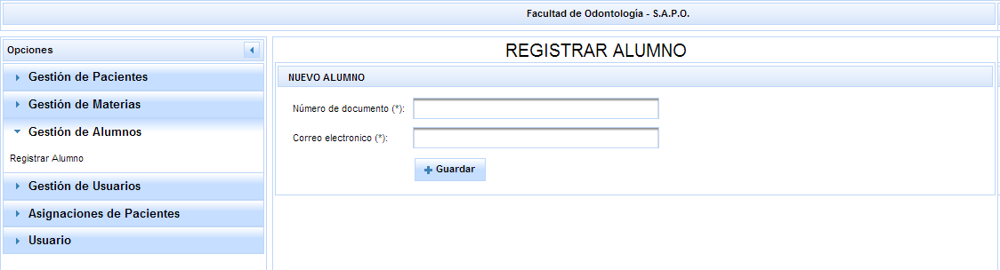 Facultad de Odontología - S.A.P.O.
Opciones
Gestión de Pacientes
Gestión de Materias
Gestión de Alumnos
Registrar Alumno
Gestión de Usuarios
Asignaciones de Pacientes
Usuario
REGISTRAR ALUMNO
NUEVO ALUMNO
Número de documento (*):
Correo electronico (*):
Guardar